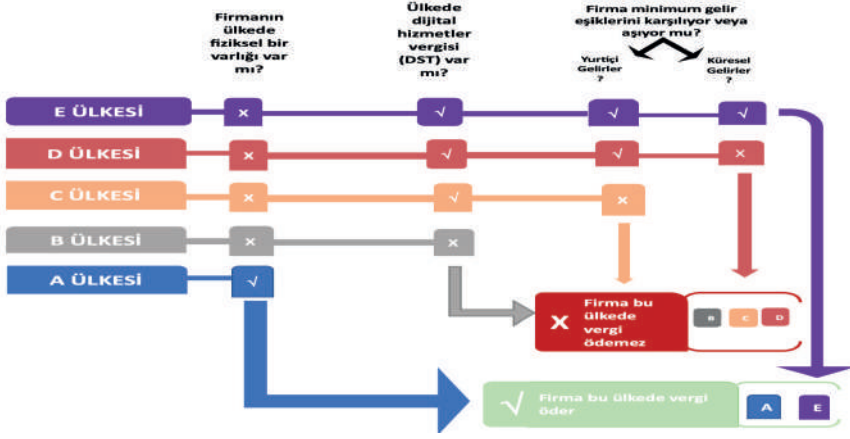 Firmanın
ülkede
fiziksel bir
varlığı var
mı?
Ülkede
dijital
hizmetler
vergisi
(DST) var
mı?
Firma minimum gelir
eşiklerini karşılıyor veya
aşıyor mu?
Yurtiçi
Gelirler
?
Küresel
Gelirler
?
E ÜLKESİ
x
√
√
√
D ÜLKESİ
x
√
√
x
C ÜLKESİ
x
√
x
B ÜLKESİ
x
x
A ÜLKESİ
√
X
Firma bu
ülkede
vergi
ödemez
B
C
D
√
Firma bu ülkede vergi
öder
A
E